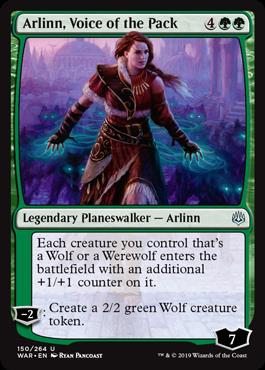 Arlinn, Voice of the Pack 4
Legendary Planeswalker — Arlinn
Each creature you control that's
a Wolf or a Werewolf enters the
battlefield with an additional
+1/+1 counter on it.
-2: Create a 2/2 green Wolf creature
token.
7
150/264 U
WAR • EN Ryan Pancoast
™ & © 2019 Wizards of the Coast